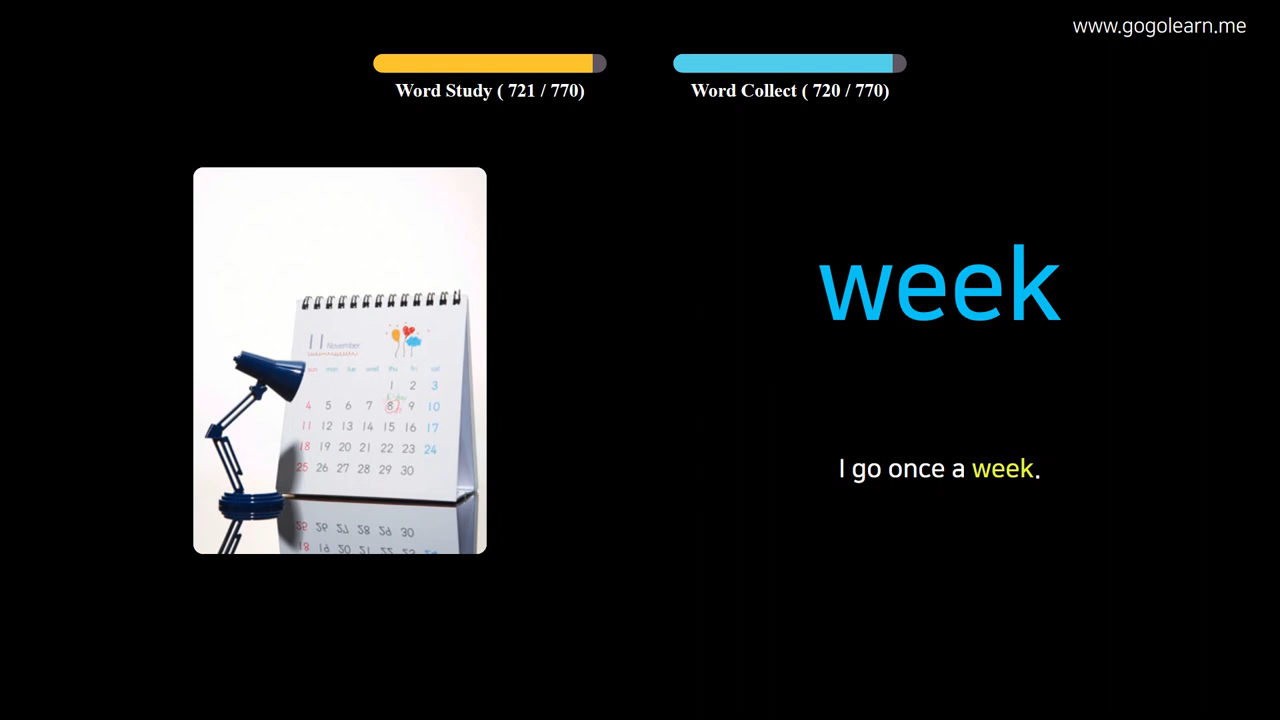 www.gogolearn.me
Word Study ( 721 / 770)
Word Collect ( 720 / 770)
week
I go once a week.
11 November
sun mon tue wed thu fri sat
1 2 3
4 5 6 7 8 9 10
11 12 13 14 15 16 17
18 19 20 21 22 23 24
25 26 27 28 29 30